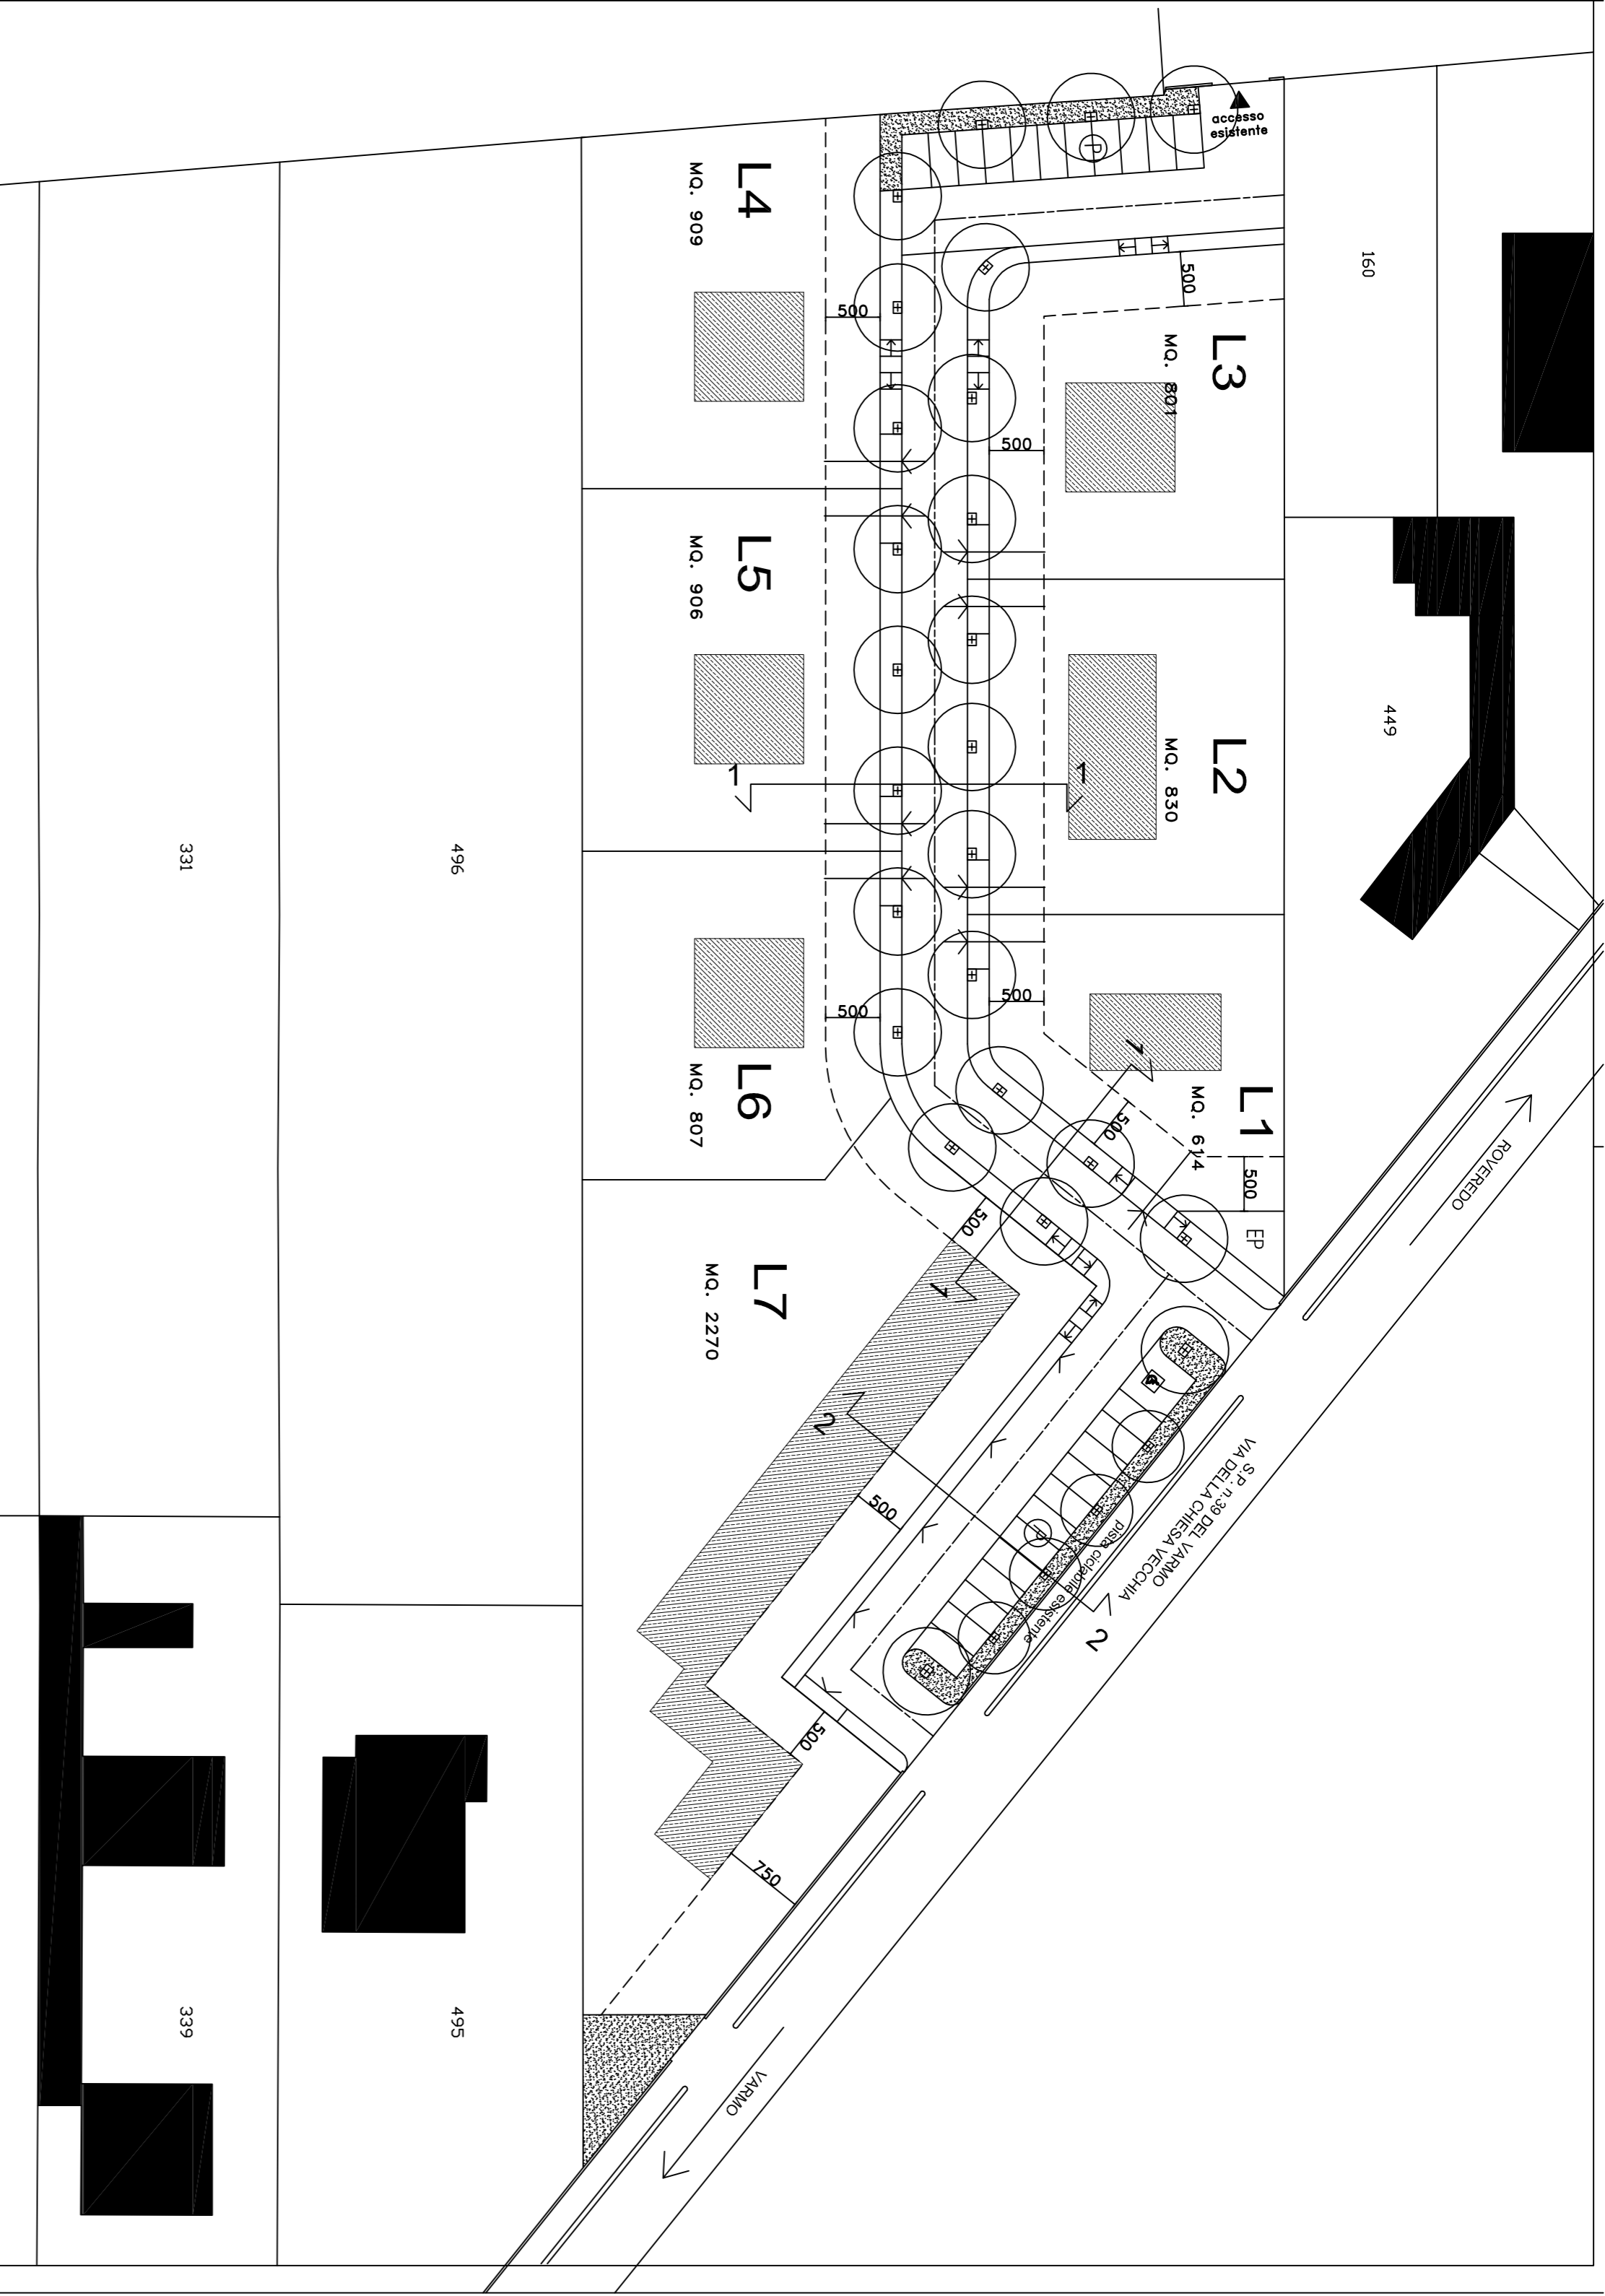 accesso
esistente
P
160
500
L3
MQ. 801
L4
MQ. 909
500
500
449
L2
MQ. 830
L5
MQ. 906
1
1
331
496
500
500
L1
MQ. 614
L6
MQ. 807
1
500
500
EP
ROVEREDO
500
1
L7
MQ. 2270
2
500
P
S.P. n.39 DEL VARMO
VIA DELLA CHIESA VECCHIA
pista ciclabile esistente
2
500
750
339
495
VARMO